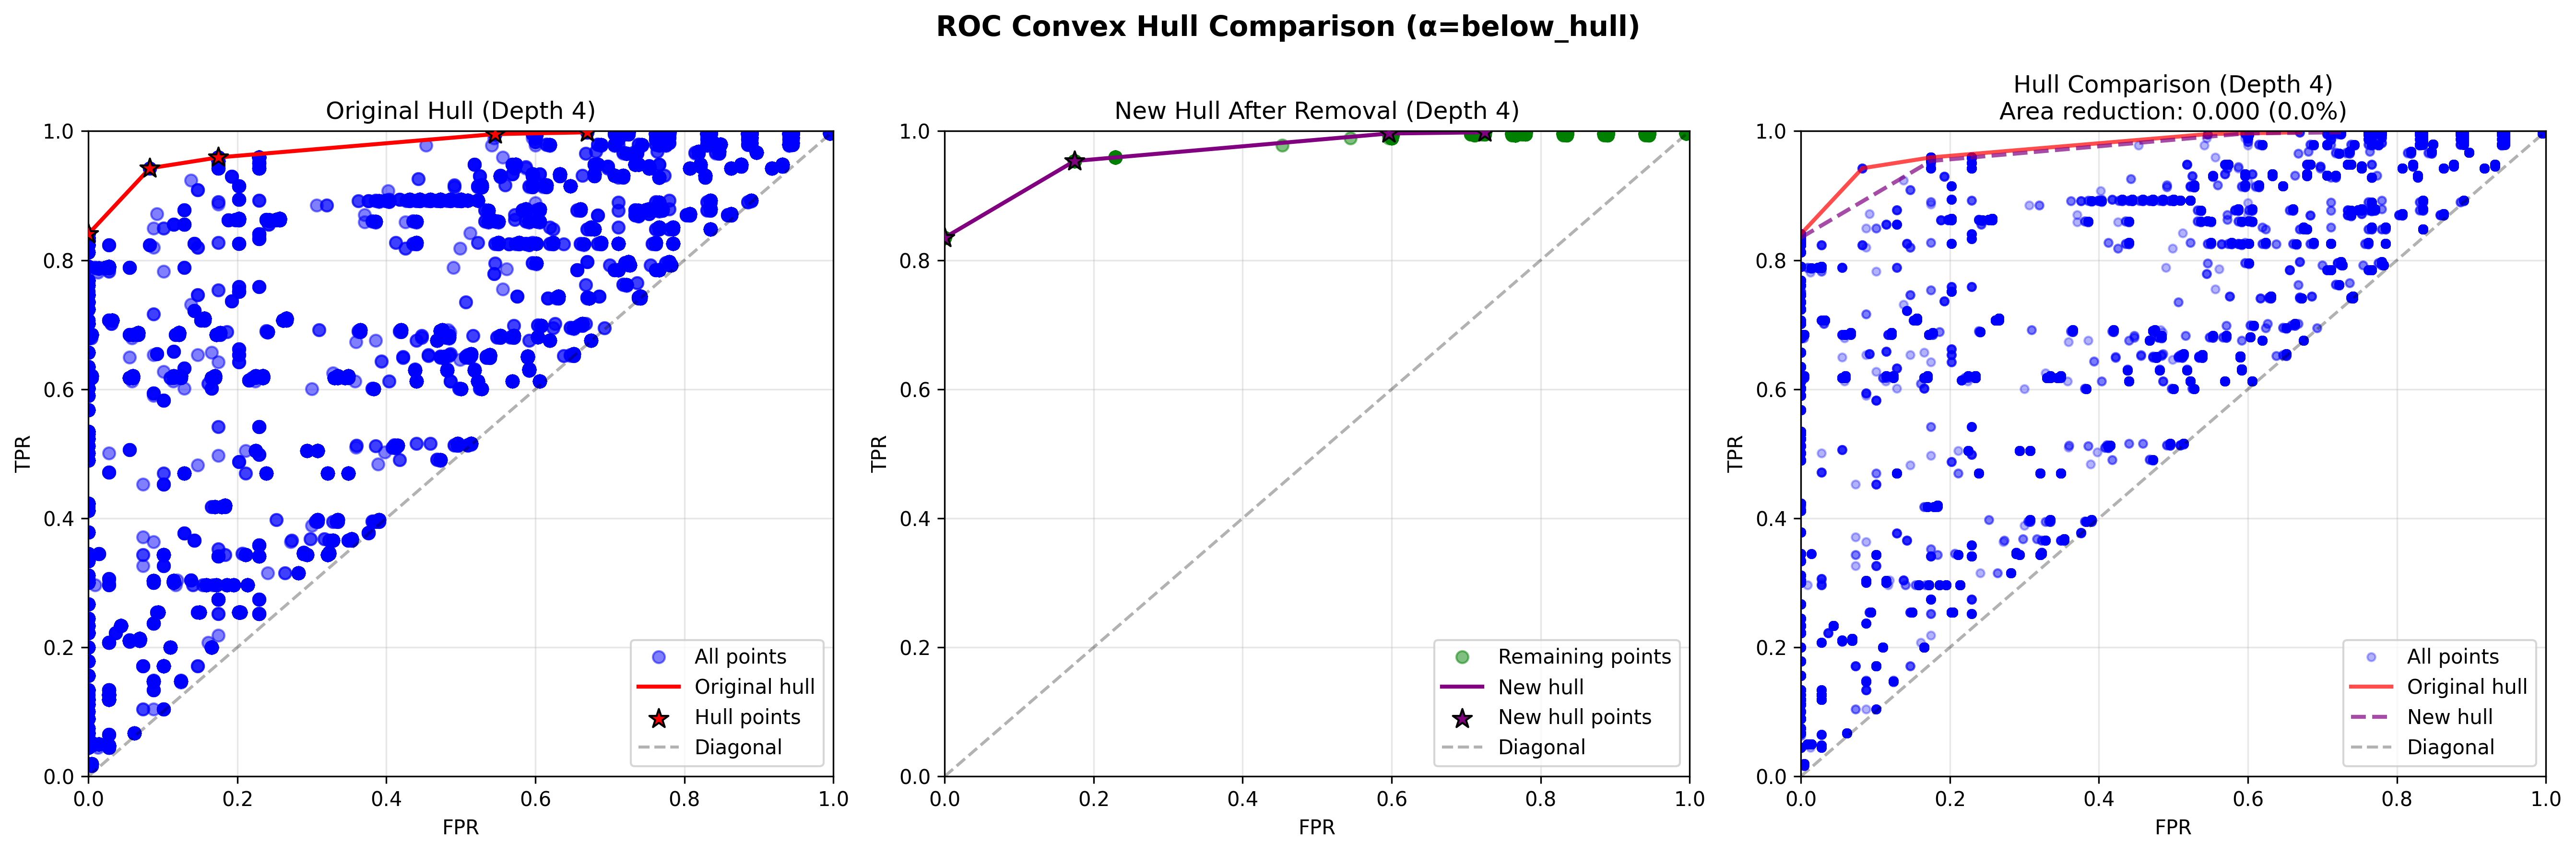 ROC Convex Hull Comparison (α=below_hull)
Original Hull (Depth 4)
1.0
0.8
0.6
0.4
0.2
0.0
TPR
0.0 0.2 0.4 0.6 0.8 1.0
FPR
All points
Original hull
Hull points
Diagonal
New Hull After Removal (Depth 4)
1.0
0.8
0.6
0.4
0.2
0.0
TPR
0.0 0.2 0.4 0.6 0.8 1.0
FPR
Remaining points
New hull
New hull points
Diagonal
Hull Comparison (Depth 4)
Area reduction: 0.000 (0.0%)
1.0
0.8
0.6
0.4
0.2
0.0
TPR
0.0 0.2 0.4 0.6 0.8 1.0
FPR
All points
Original hull
New hull
Diagonal